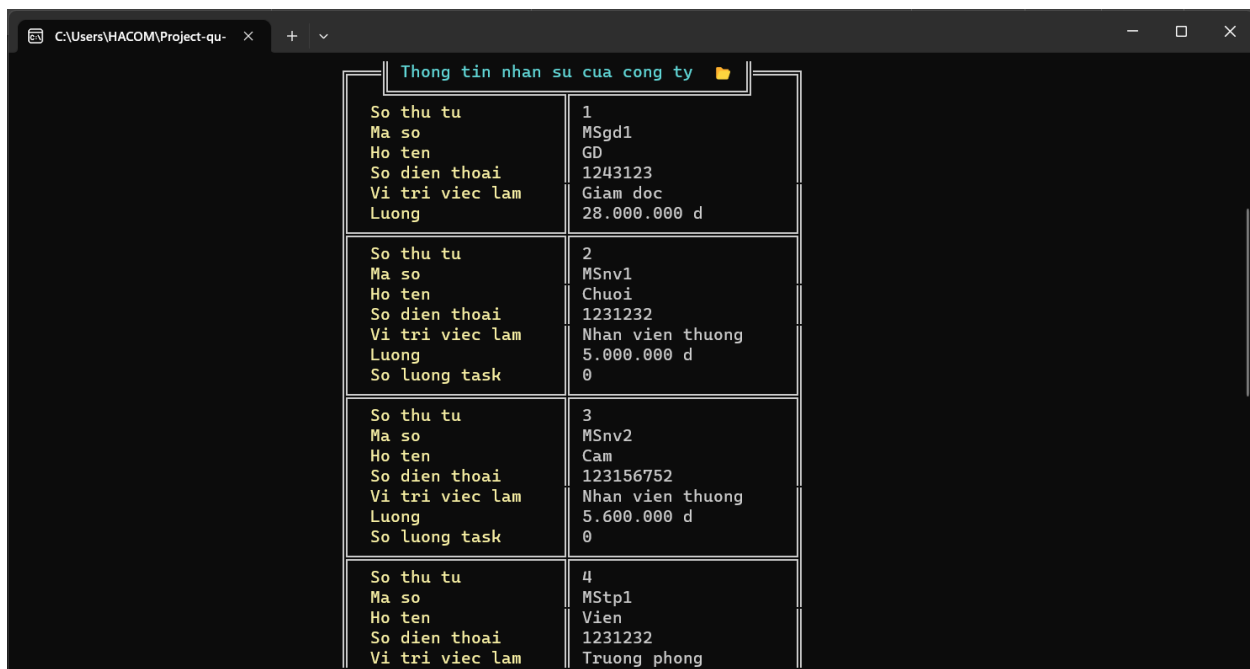 C:\Users\HACOM\Project-qu-
Thong tin nhan su cua cong ty
So thu tu 1
Ma so MSgd1
Ho ten GD
So dien thoai 1243123
Vi tri viec lam Giam doc
Luong 28.000.000 d
So thu tu 2
Ma so MSnv1
Ho ten Chuoi
So dien thoai 1231232
Vi tri viec lam Nhan vien thuong
Luong 5.000.000 d
So luong task 0
So thu tu 3
Ma so MSnv2
Ho ten Cam
So dien thoai 123156752
Vi tri viec lam Nhan vien thuong
Luong 5.600.000 d
So luong task 0
So thu tu 4
Ma so MStp1
Ho ten Vien
So dien thoai 1231232
Vi tri viec lam Truong phong